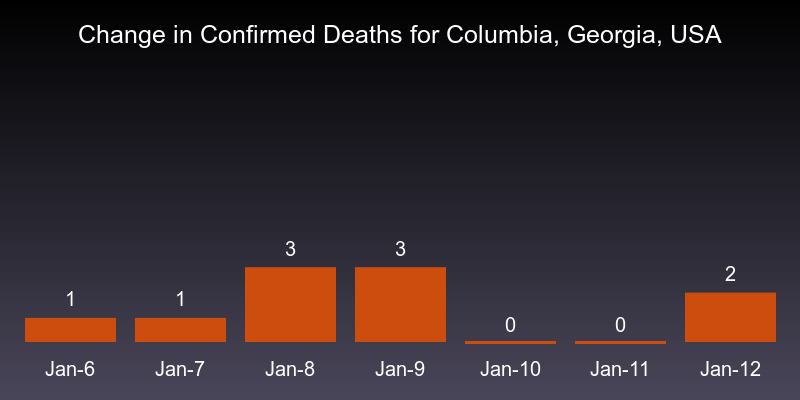 Change in Confirmed Deaths for Columbia, Georgia, USA
1 1 3 3 0 0 2
Jan-6 Jan-7 Jan-8 Jan-9 Jan-10 Jan-11 Jan-12